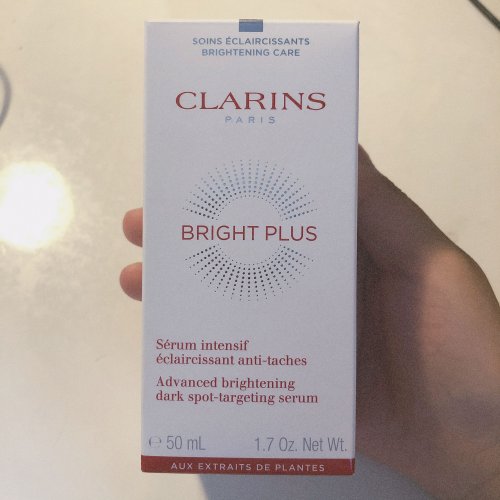 SOINS ÉCLAIRCISSANTS
BRIGHTENING CARE
CLARINS
PARIS
BRIGHT PLUS
Sérum intensif
éclaircissant anti-taches
Advanced brightening
dark spot-targeting serum
℮ 50 mL 1.7 Oz. Net Wt.
AUX EXTRAITS DE PLANTES